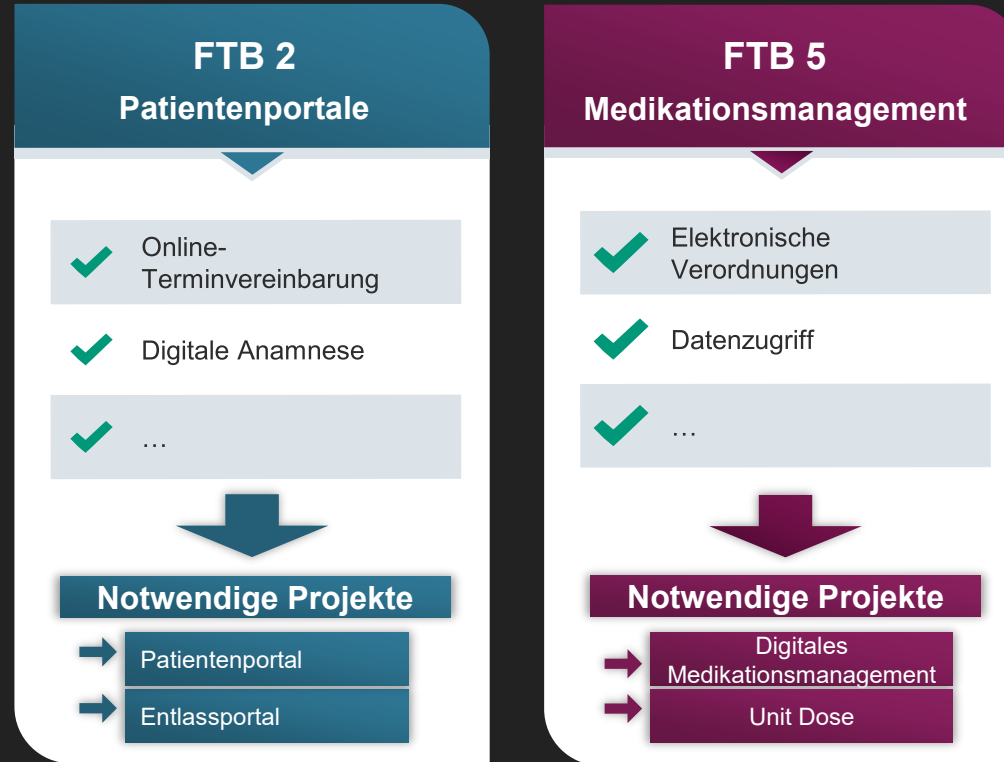 FTB 2
Patientenportale
Online-
Terminvereinbarung
Digitale Anamnese
…
Notwendige Projekte
Patientenportal
Entlassportal
FTB 5
Medikationsmanagement
Elektronische
Verordnungen
Datenzugriff
…
Notwendige Projekte
Digitales
Medikationsmanagement
Unit Dose